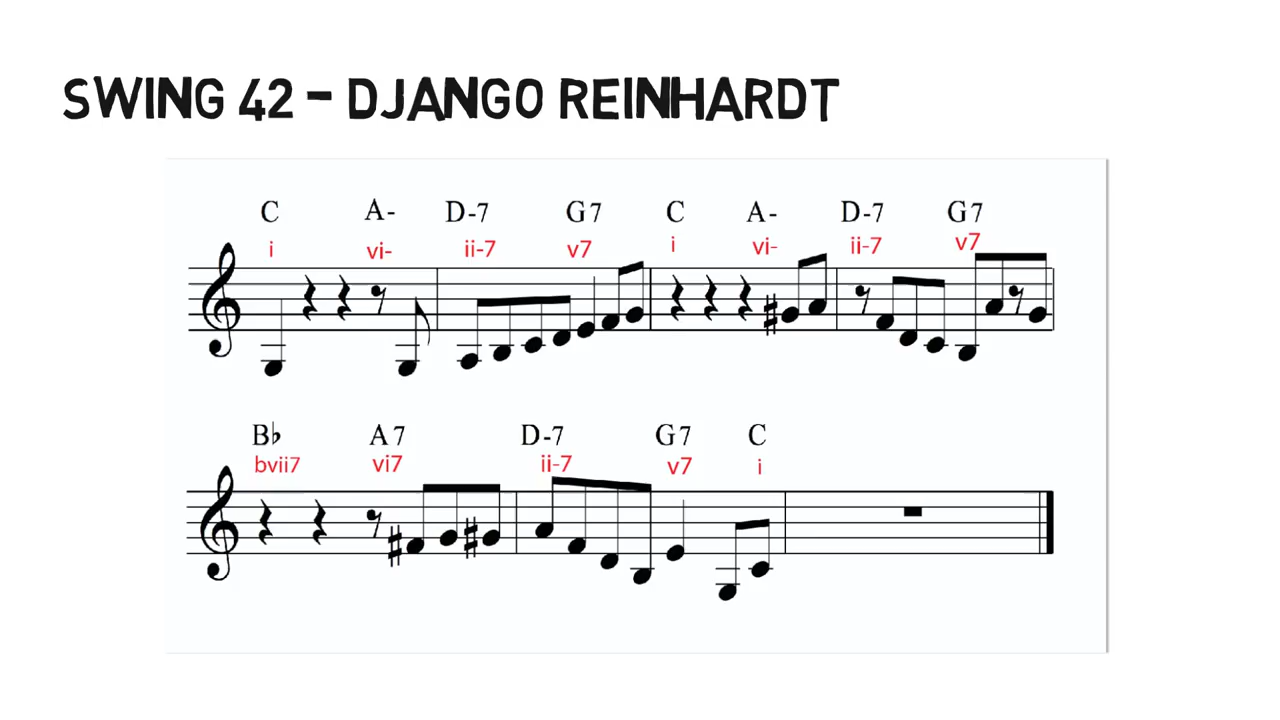 SWING 42 - DJANGO REINHARDT
C A- D-7 G7 C A- D-7 G7
i vi- ii-7 v7 i vi- ii-7 v7
B♭ A7 D-7 G7 C
bvii7 vi7 ii-7 v7 i